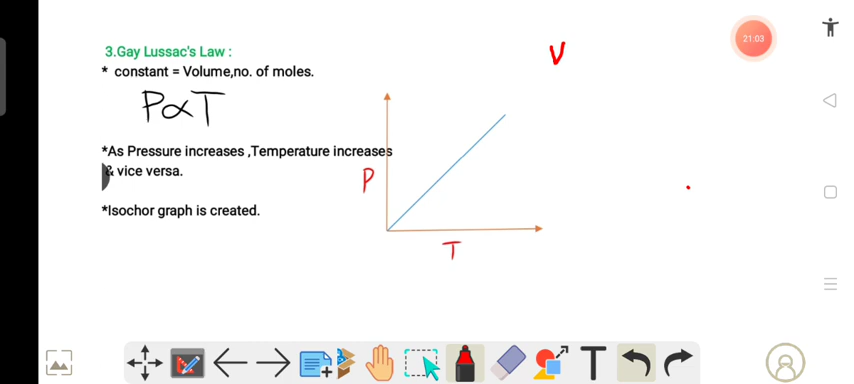 3.Gay Lussac's Law :
* constant = Volume,no. of moles.
P∝T
*As Pressure increases ,Temperature increases
& vice versa.
*Isochor graph is created.
V
P
T
21:03
T